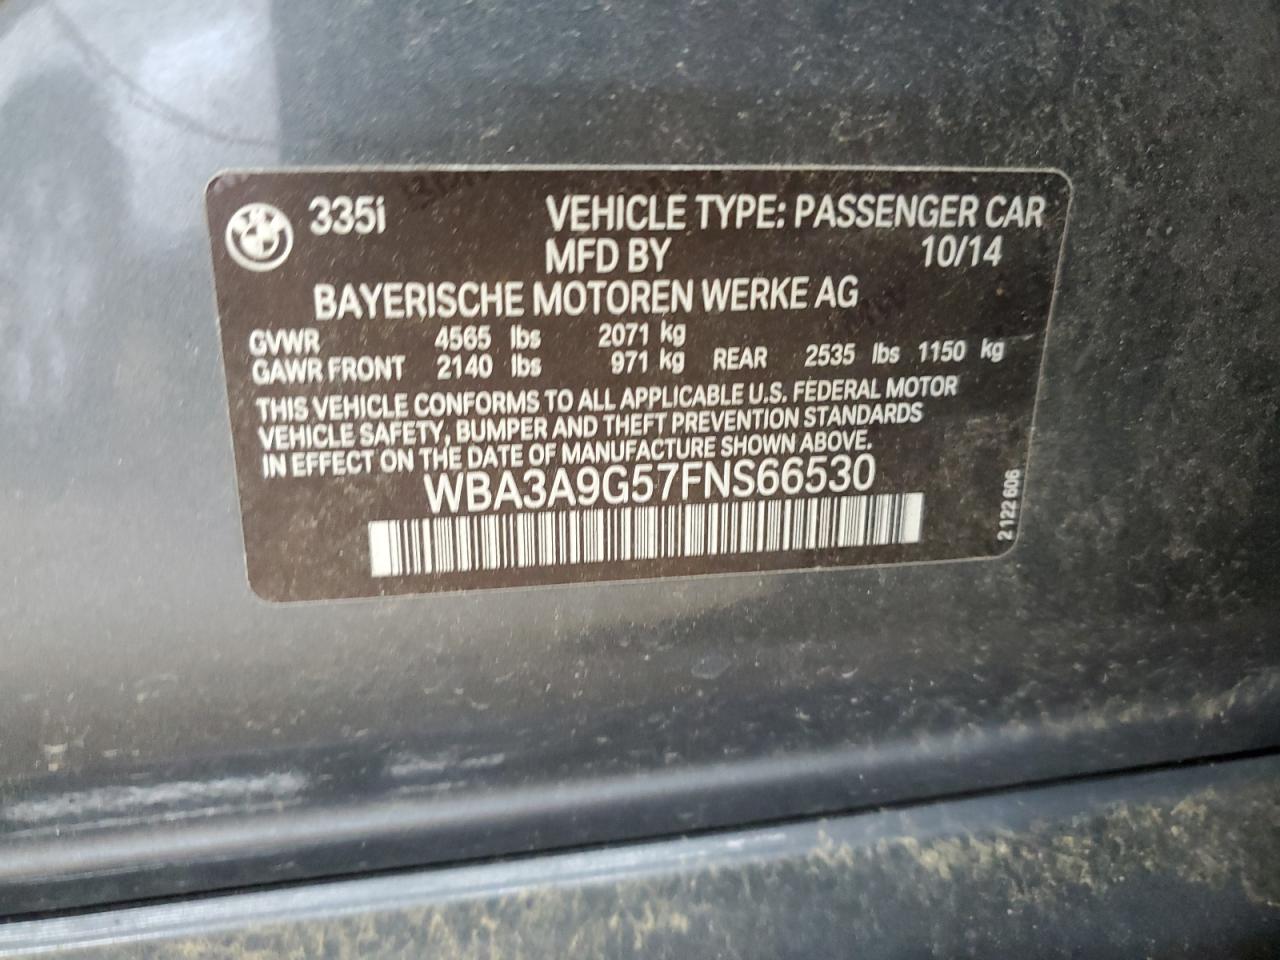 335i VEHICLE TYPE: PASSENGER CAR
MFD BY 10/14
BAYERISCHE MOTOREN WERKE AG
GVWR 4565 lbs 2071 kg
GAWR FRONT 2140 lbs 971 kg REAR 2535 lbs 1150 kg
THIS VEHICLE CONFORMS TO ALL APPLICABLE U.S. FEDERAL MOTOR
VEHICLE SAFETY, BUMPER AND THEFT PREVENTION STANDARDS
IN EFFECT ON THE DATE OF MANUFACTURE SHOWN ABOVE.
WBA3A9G57FNS66530
2 122 606